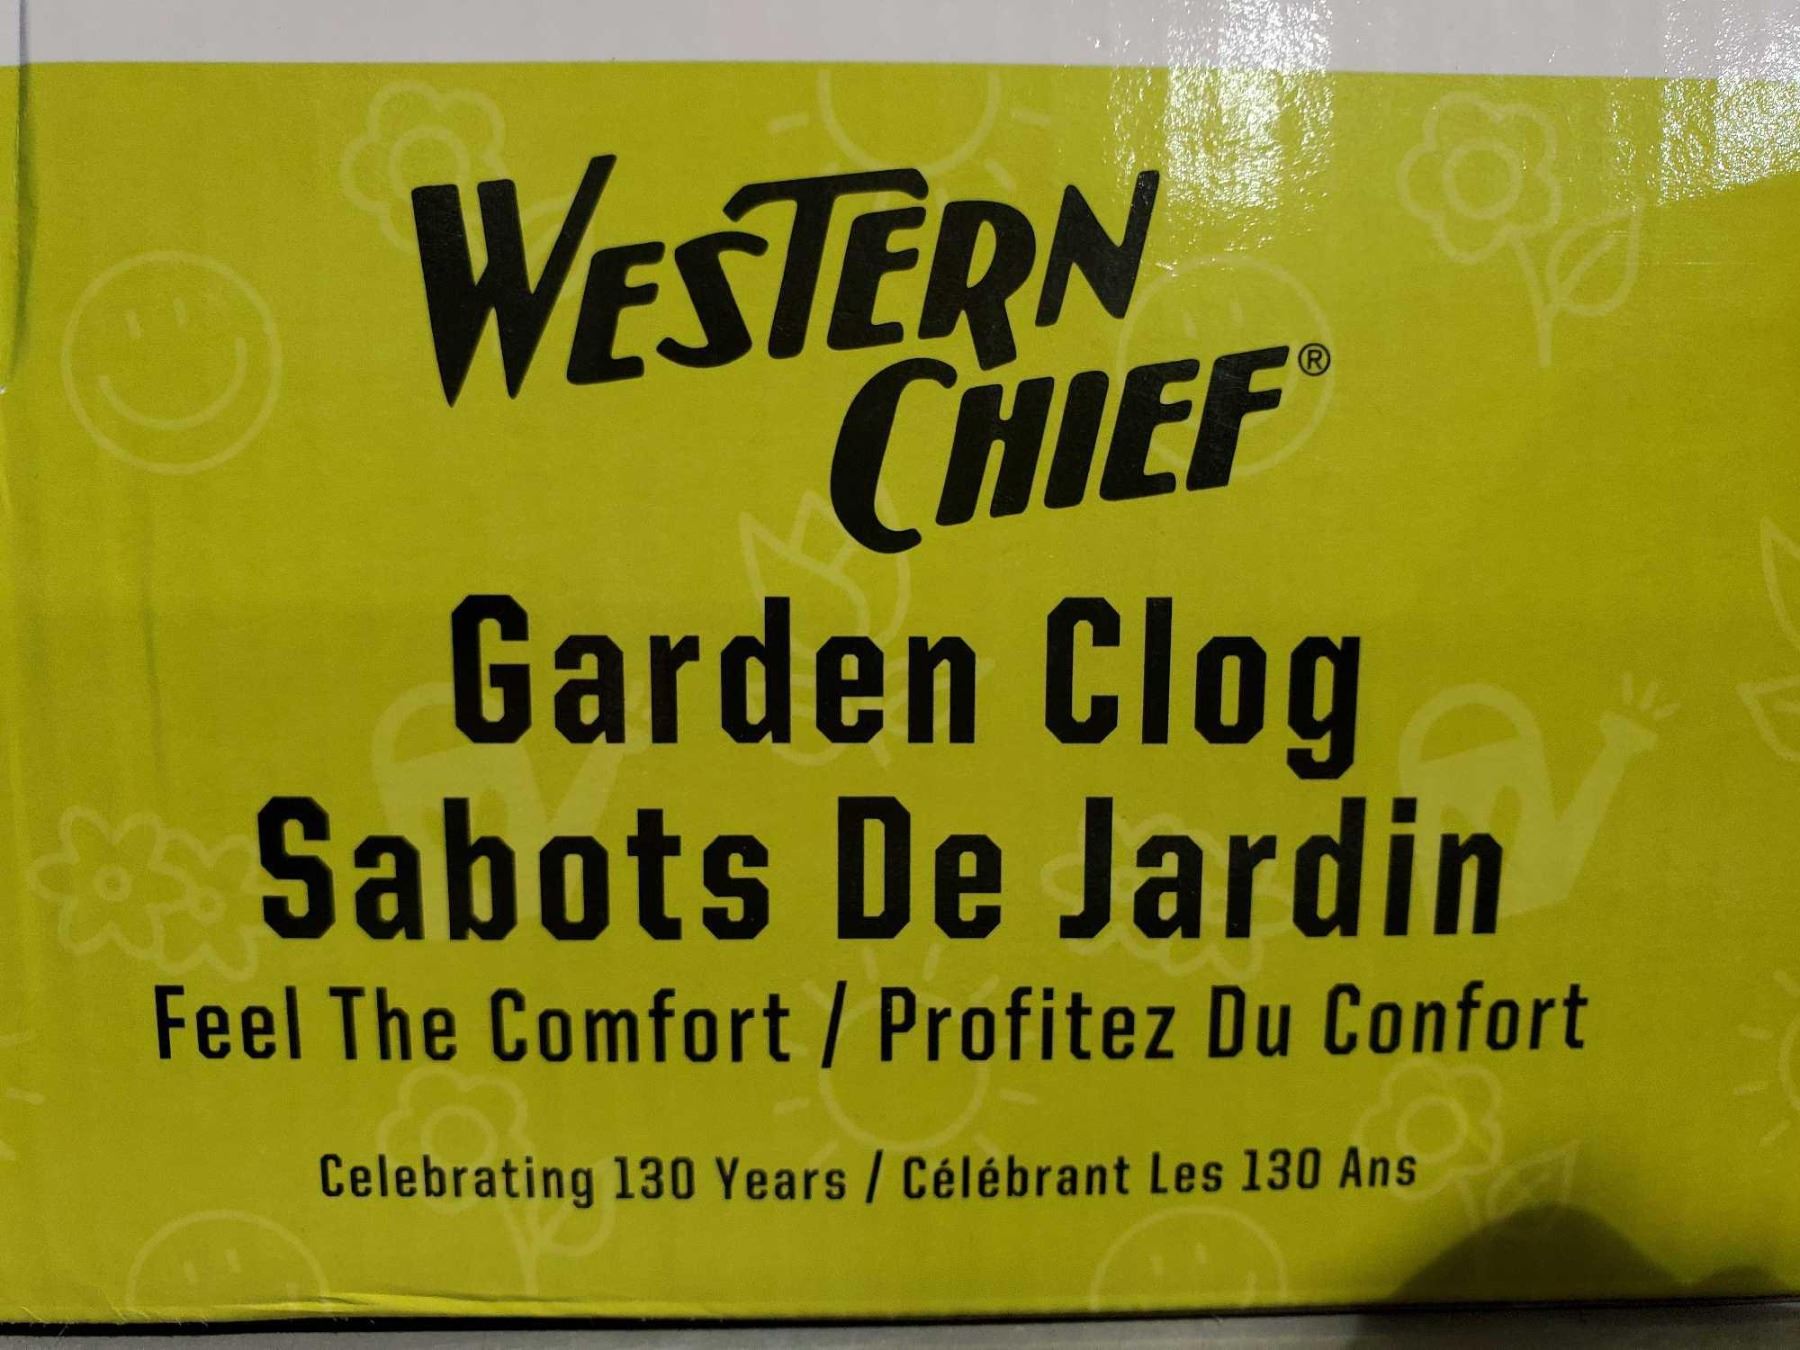 WESTERN
CHIEF®
Garden Clog
Sabots De Jardin
Feel The Comfort / Profitez Du Confort
Celebrating 130 Years / Célébrant Les 130 Ans